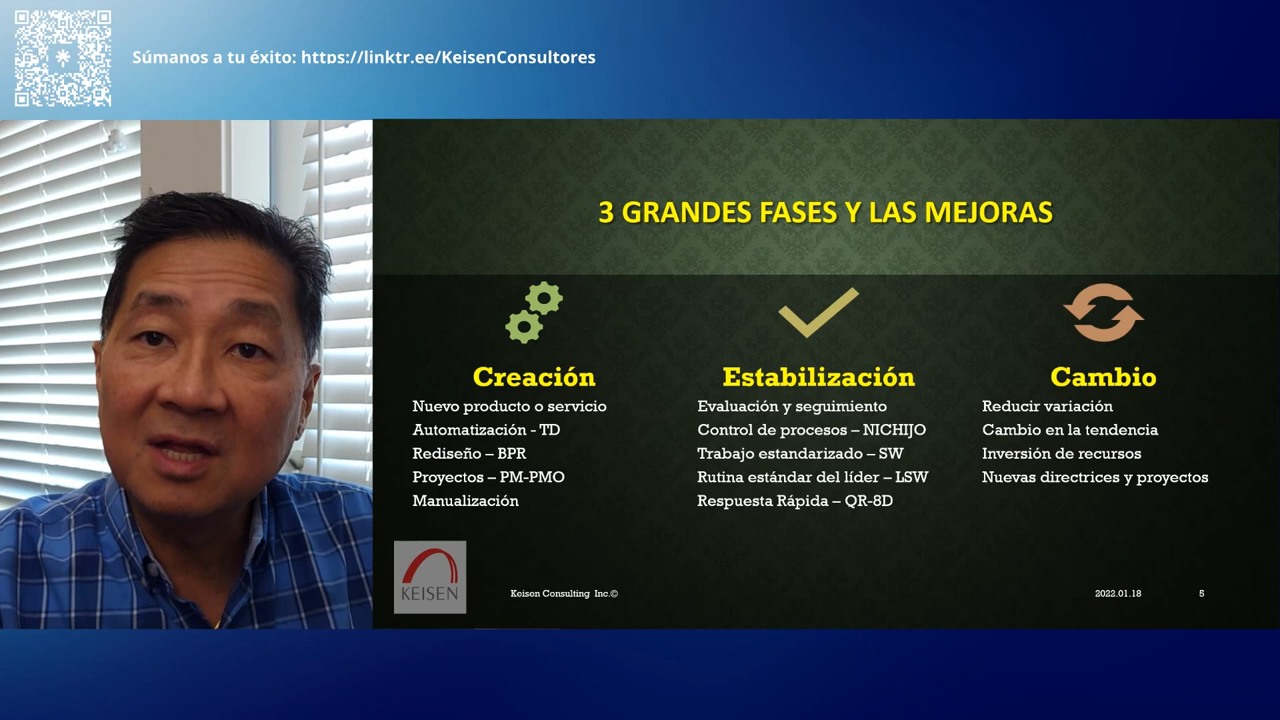 Súmanos a tu éxito: https://linktr.ee/KeisenConsultores
3 GRANDES FASES Y LAS MEJORAS
Creación
Nuevo producto o servicio
Automatización - TD
Rediseño – BPR
Proyectos – PM-PMO
Manualización
Estabilización
Evaluación y seguimiento
Control de procesos – NICHIJO
Trabajo estandarizado – SW
Rutina estándar del líder – LSW
Respuesta Rápida – QR-8D
Cambio
Reducir variación
Cambio en la tendencia
Inversión de recursos
Nuevas directrices y proyectos
KEISEN
Keisen Consulting Inc.©
2022.01.18
5